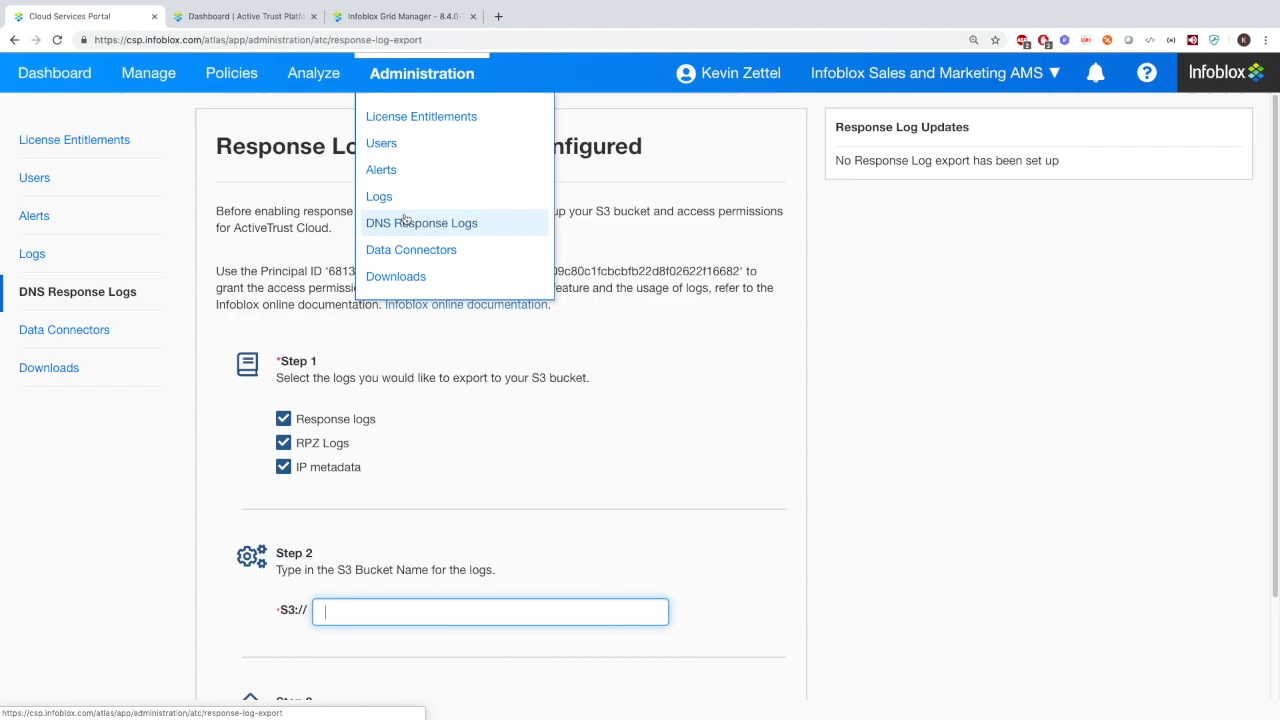 Cloud Services Portal
Dashboard | Active Trust Platf
Infoblox Grid Manager - 8.4.0-
https://csp.infoblox.com/atlas/app/administration/atc/response-log-export
K
Dashboard
Manage
Policies
Analyze
Administration
Kevin Zettel
Infoblox Sales and Marketing AMS ▼
?
Infoblox
License Entitlements
Users
Alerts
Logs
DNS Response Logs
Data Connectors
Downloads
License Entitlements
Users
Alerts
Logs
DNS Response Logs
Data Connectors
Downloads
Response Lo nfigured
Before enabling response up your S3 bucket and access permissions
for ActiveTrust Cloud.
Use the Principal ID '6813 09c80c1fcbcbfb22d8f02622f16682' to
grant the access permissi feature and the usage of logs, refer to the
Infoblox online documentation. Infoblox online documentation.
*Step 1
Select the logs you would like to export to your S3 bucket.
Response logs
RPZ Logs
IP metadata
Step 2
Type in the S3 Bucket Name for the logs.
*S3://
Response Log Updates
No Response Log export has been set up
https://csp.infoblox.com/atlas/app/administration/atc/response-log-export